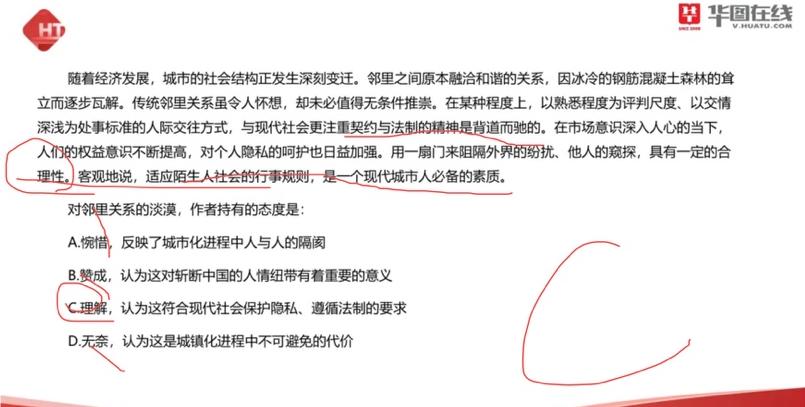 HT
华图在线
V.HUATU.COM
随着经济发展，城市的社会结构正发生深刻变迁。邻里之间原本融洽和谐的关系，因冰冷的钢筋混凝土森林的耸
立而逐步瓦解。传统邻里关系虽令人怀想，却未必值得无条件推崇。在某种程度上，以熟悉程度为评判尺度、以交情
深浅为处事标准的人际交往方式，与现代社会更注重契约与法制的精神是背道而驰的。在市场意识深入人心的当下，
人们的权益意识不断提高，对个人隐私的呵护也日益加强。用一扇门来阻隔外界的纷扰、他人的窥探，具有一定的合
理性。客观地说，适应陌生人社会的行事规则，是一个现代城市人必备的素质。
对邻里关系的淡漠，作者持有的态度是：
A.惋惜，反映了城市化进程中人与人的隔阂
B.赞成，认为这对斩断中国的人情纽带有着重要的意义
C.理解，认为这符合现代社会保护隐私、遵循法制的要求
D.无奈，认为这是城镇化进程中不可避免的代价